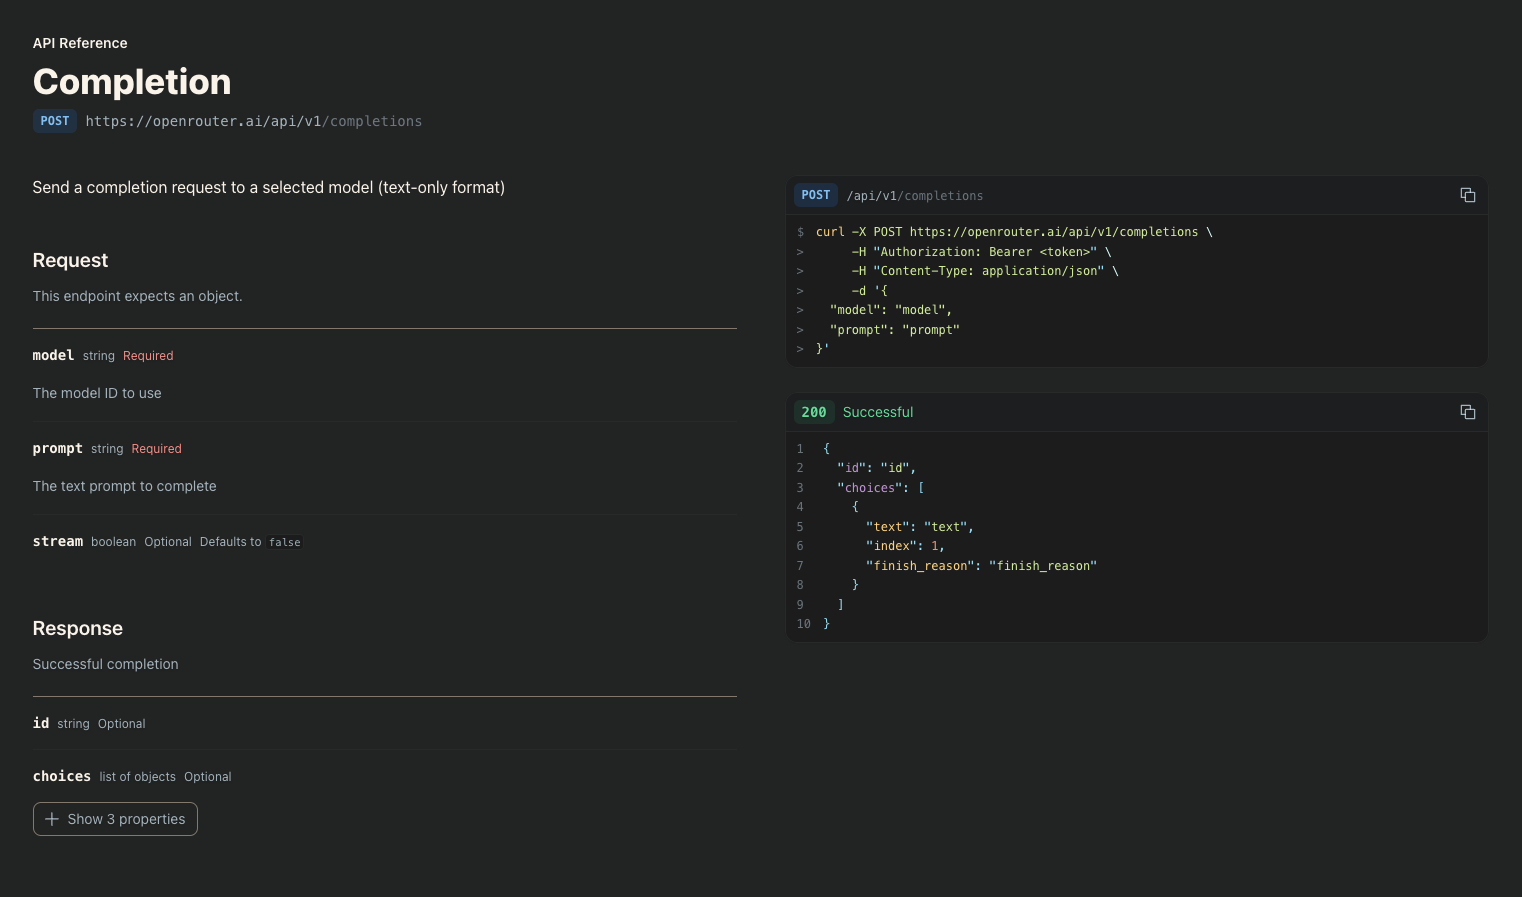 API Reference
Completion
POST https://openrouter.ai/api/v1/completions
Send a completion request to a selected model (text-only format)
Request
This endpoint expects an object.
model string Required
The model ID to use
prompt string Required
The text prompt to complete
stream boolean Optional Defaults to false
Response
Successful completion
id string Optional
choices list of objects Optional
Show 3 properties
POST /api/v1/completions
$ curl -X POST https://openrouter.ai/api/v1/completions \
>      -H "Authorization: Bearer <token>" \
>      -H "Content-Type: application/json" \
>      -d '{
>   "model": "model",
>   "prompt": "prompt"
> }'
200 Successful
1 {
2   "id": "id",
3   "choices": [
4     {
5       "text": "text",
6       "index": 1,
7       "finish_reason": "finish_reason"
8     }
9   ]
10 }